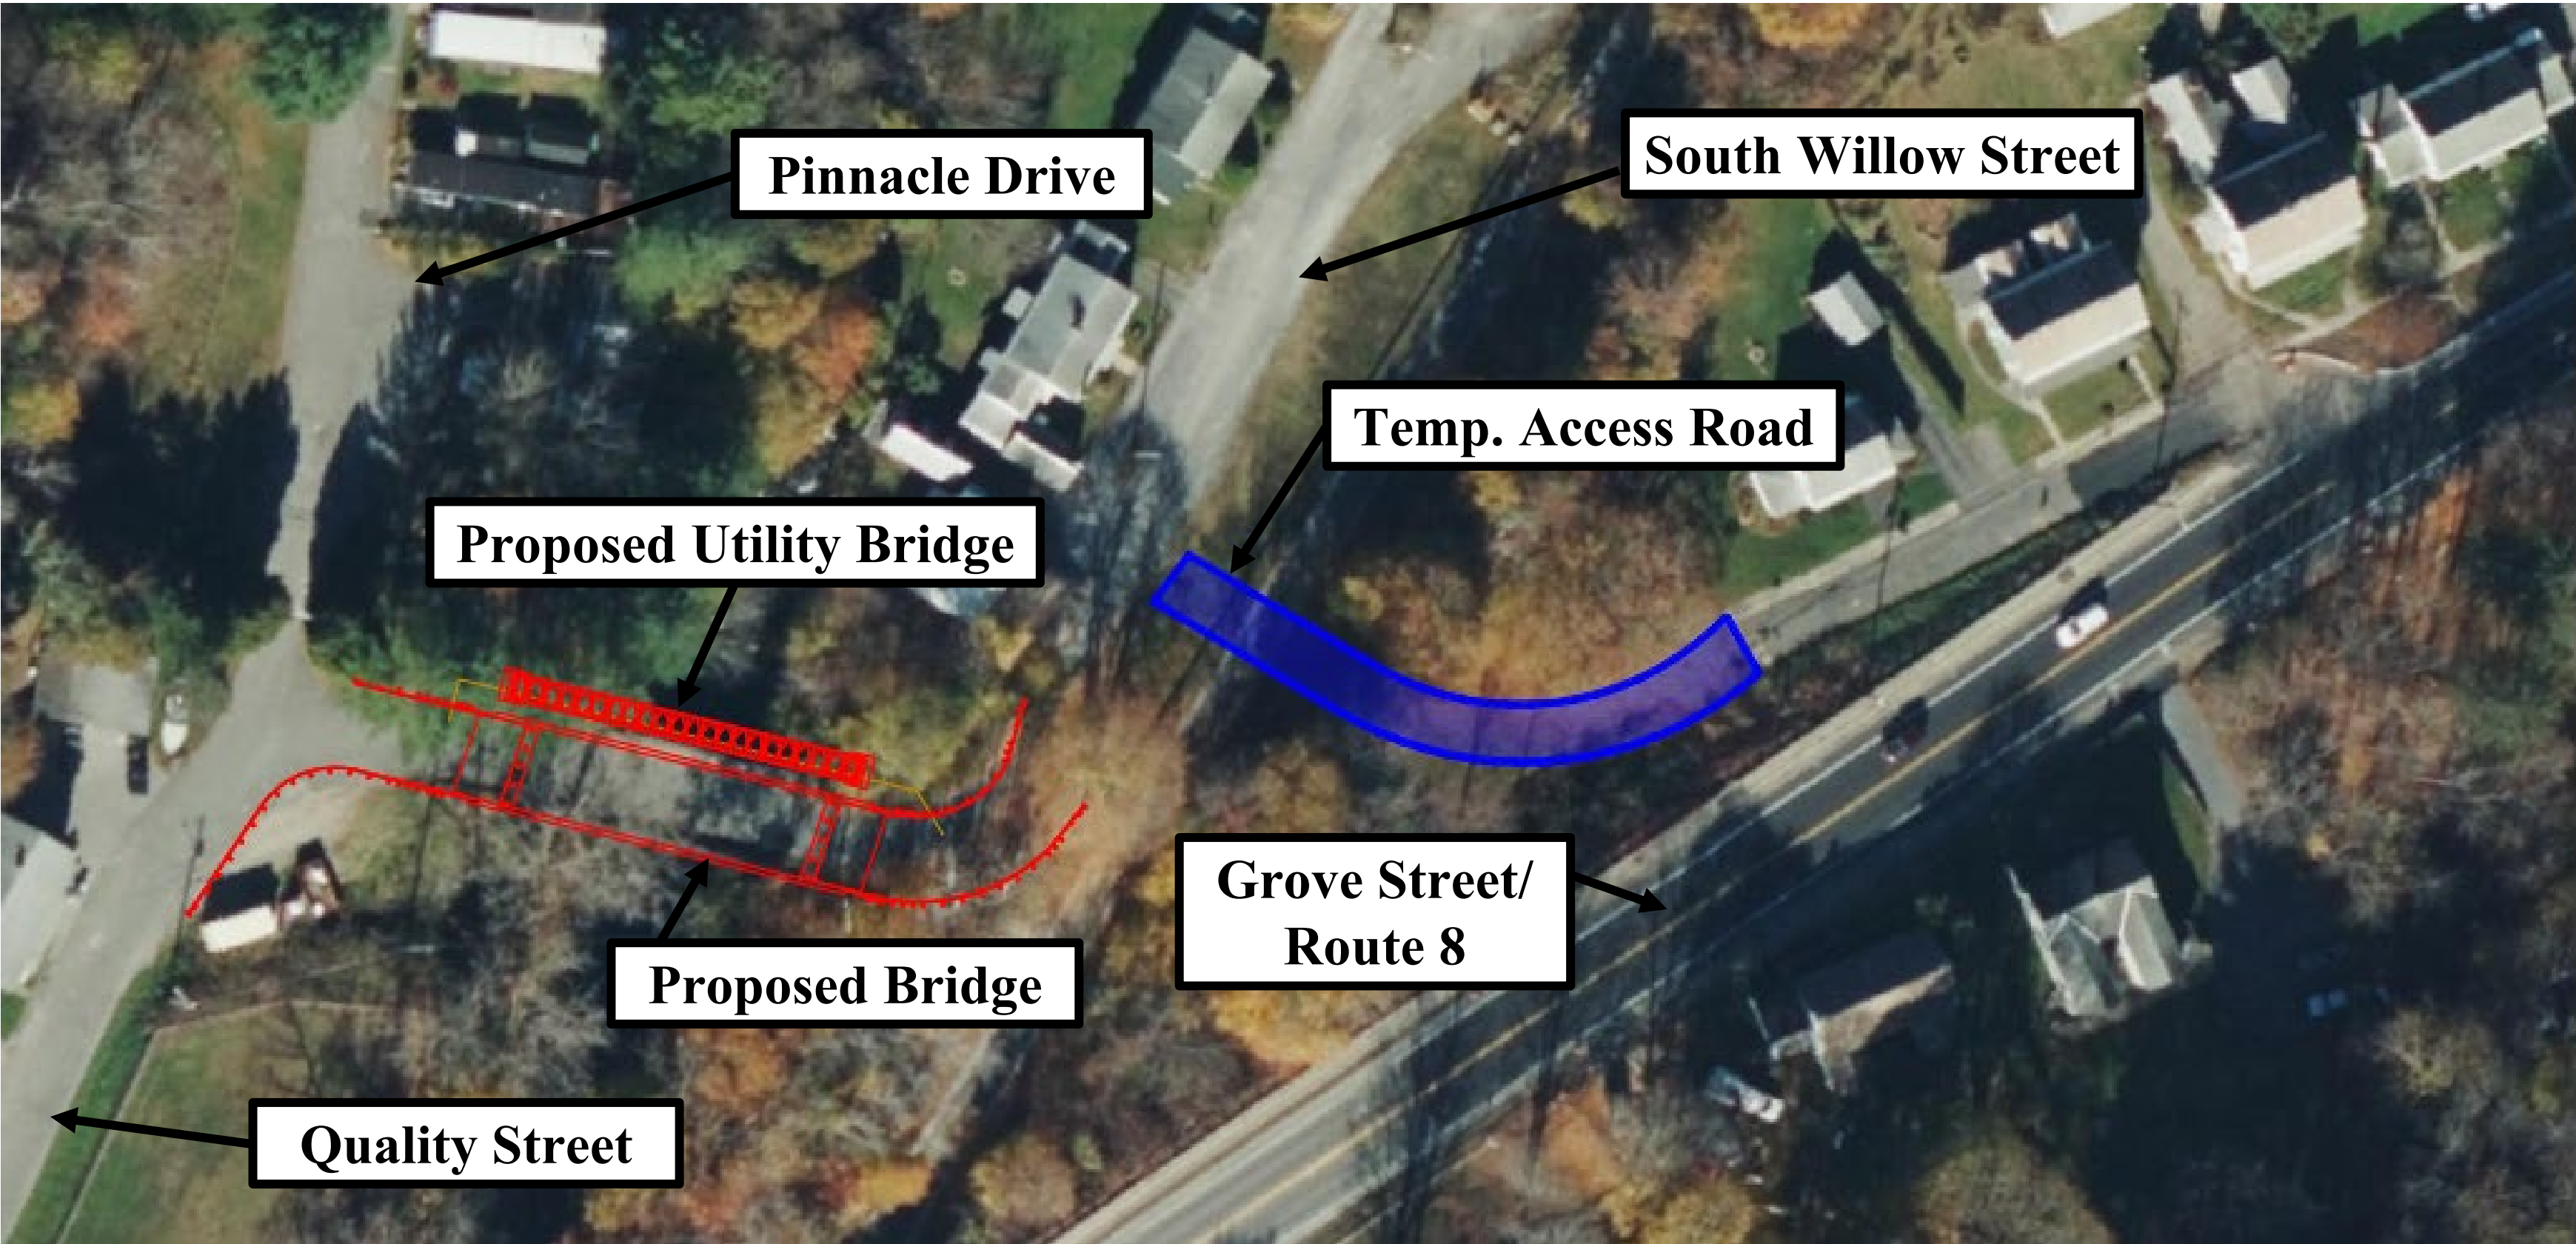 Pinnacle Drive
South Willow Street
Temp. Access Road
Proposed Utility Bridge
Grove Street/
Route 8
Proposed Bridge
Quality Street